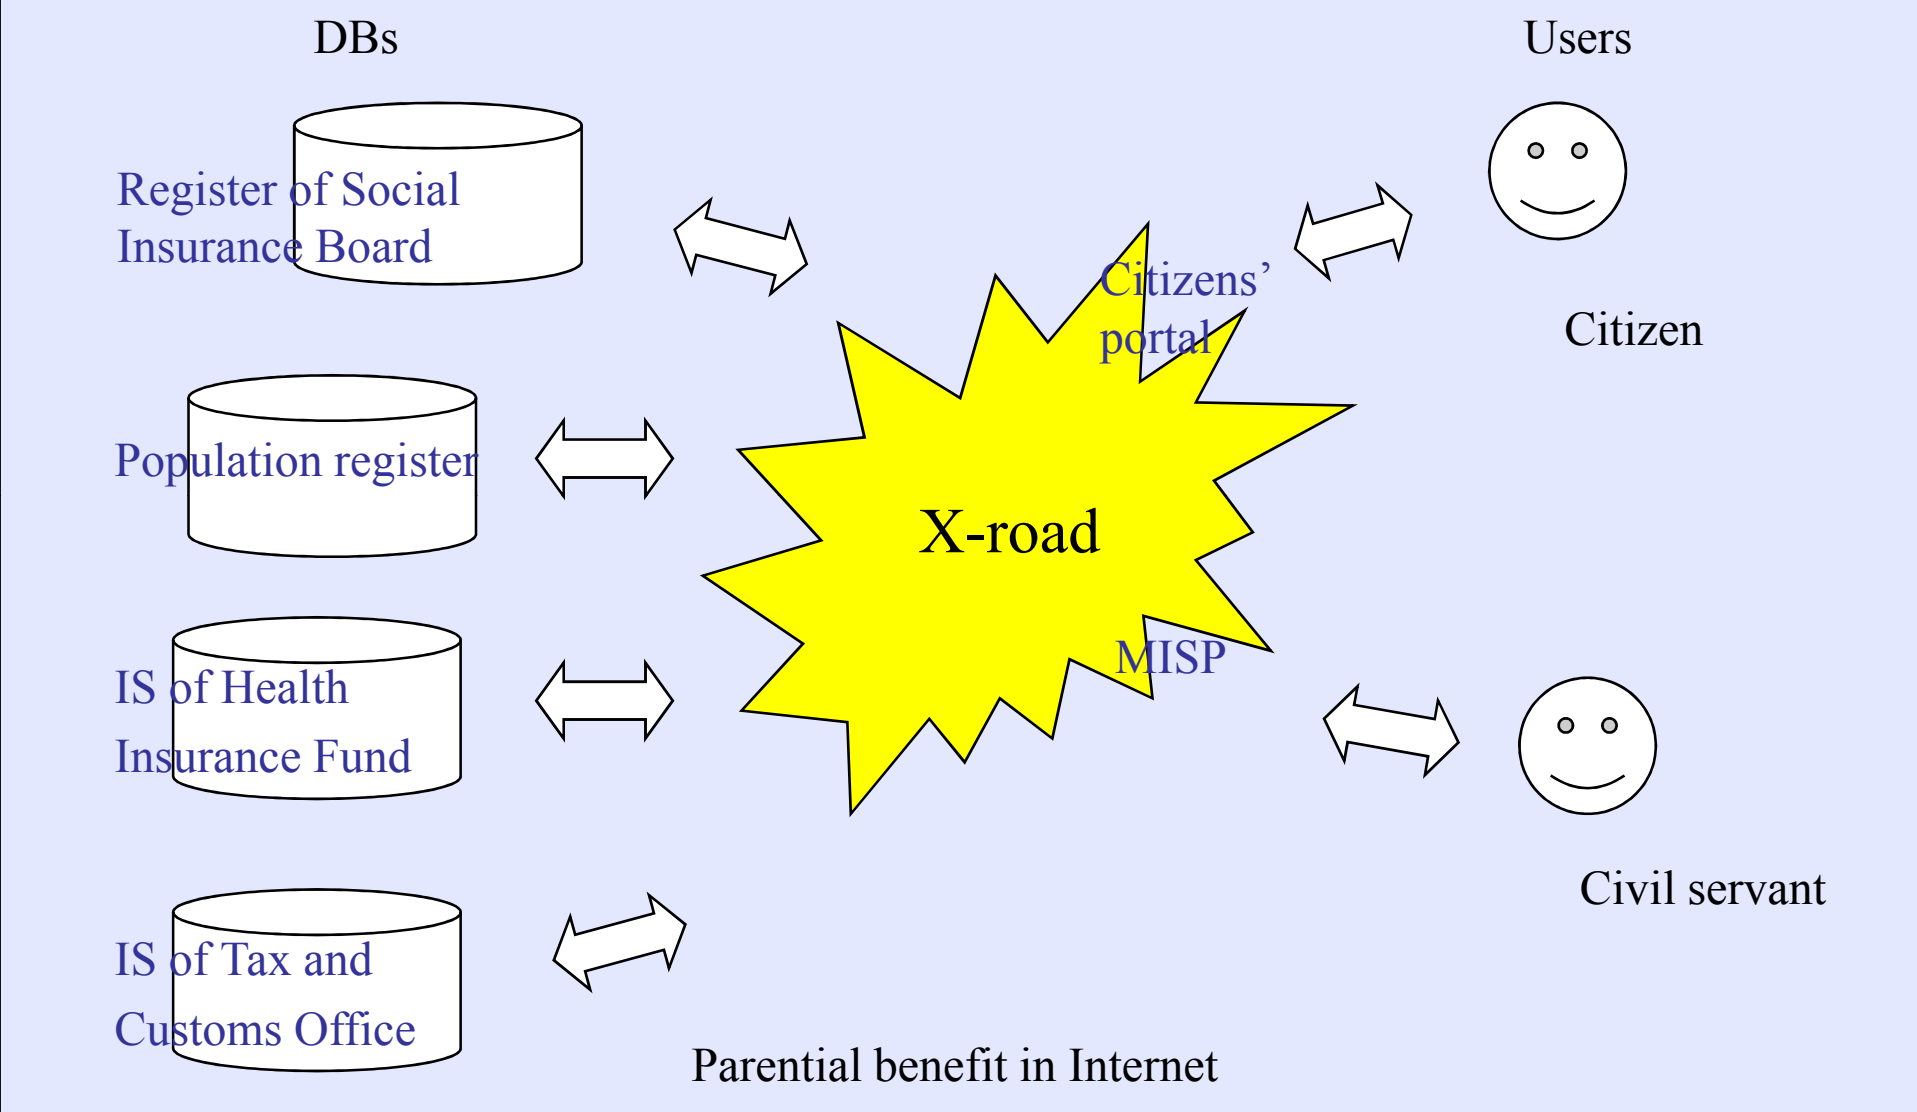 DBs
Users
Register of Social
Insurance Board
Citizens’
portal
Citizen
Population register
X-road
IS of Health
Insurance Fund
MISP
Civil servant
IS of Tax and
Customs Office
Parential benefit in Internet